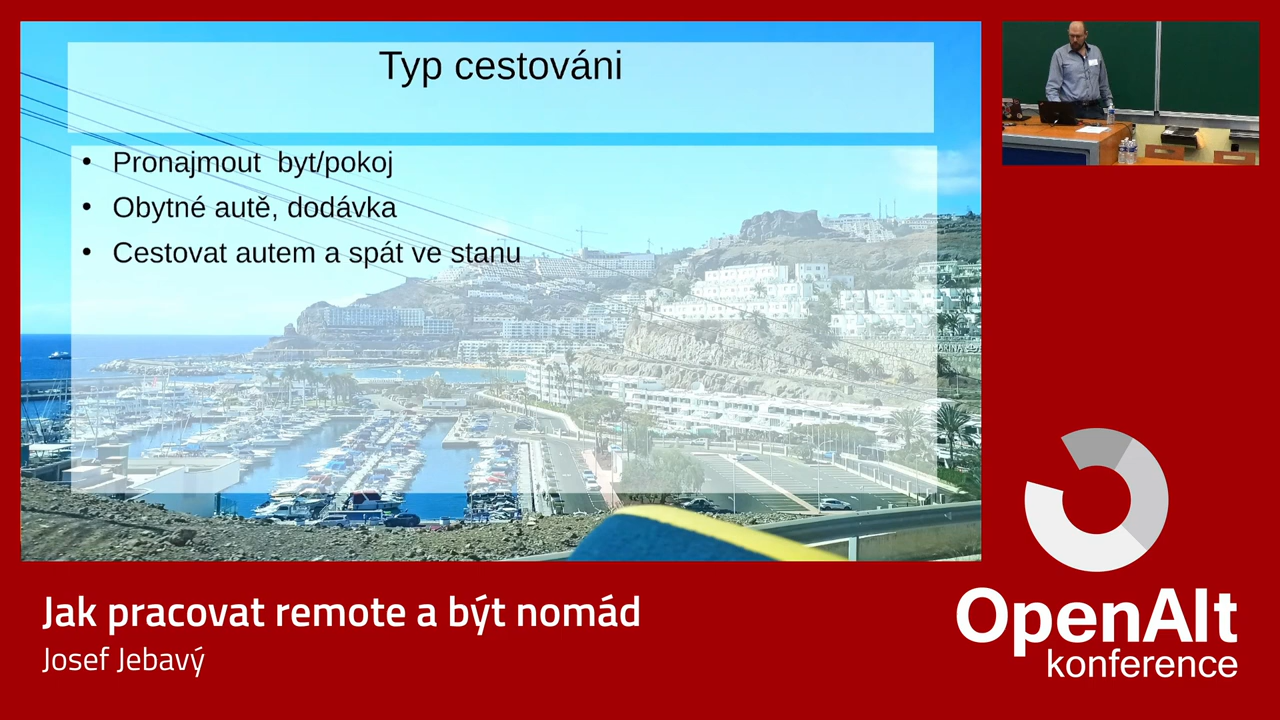 Typ cestováni
• Pronajmout  byt/pokoj
• Obytné autě, dodávka
• Cestovat autem a spát ve stanu
Jak pracovat remote a být nomád
Josef Jebavý
OpenAlt
konference